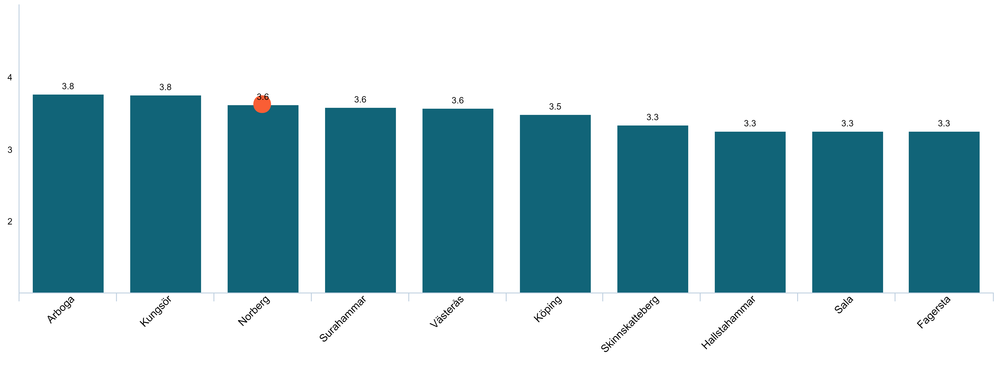 4
3
2
3.8
3.8
3.6
3.6
3.6
3.5
3.3
3.3
3.3
3.3
Arboga
Kungsör
Norberg
Surahammar
Västerås
Köping
Skinnskatteberg
Hallstahammar
Sala
Fagersta